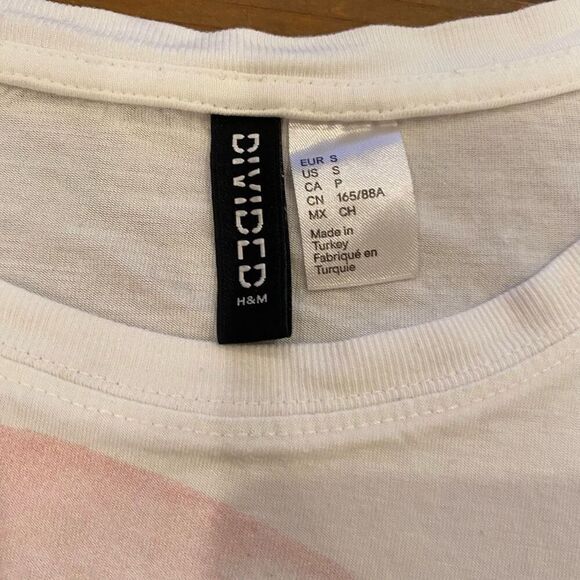 DIVIDED
H&M
EUR S
US S
CA P
CN 165/88A
MX CH
Made in
Turkey
Fabriqué en
Turquie